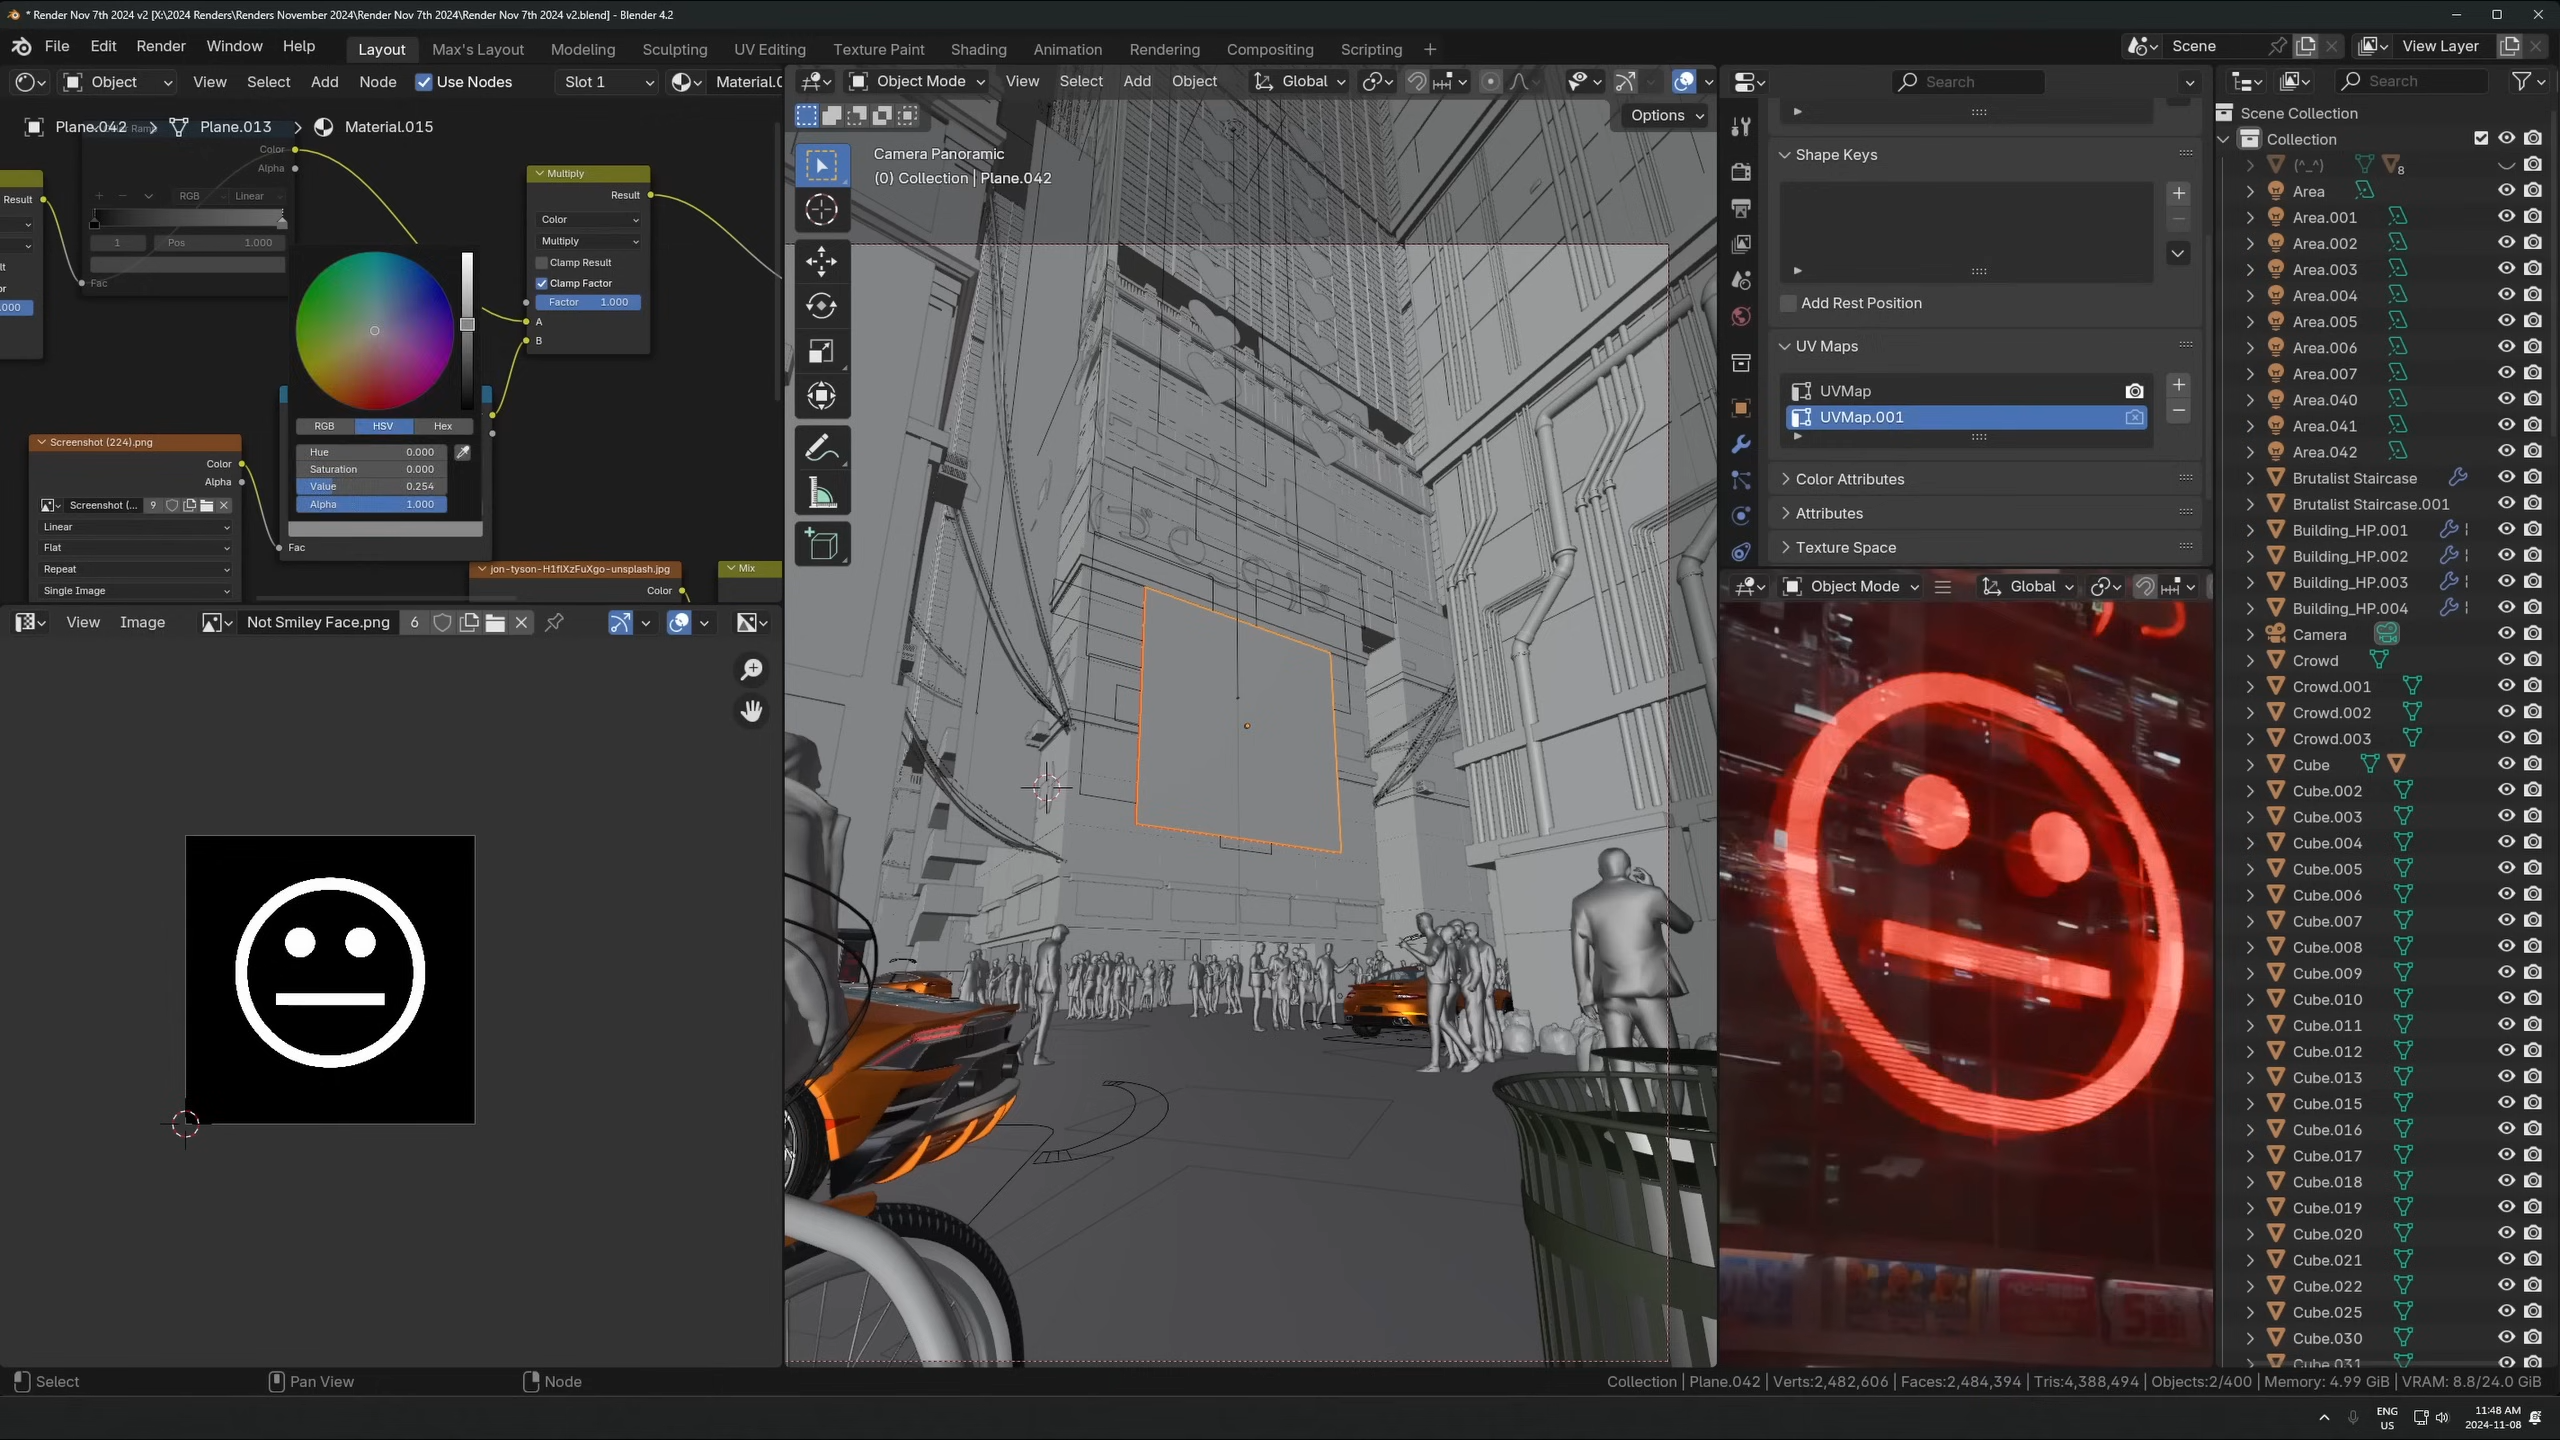 * Render Nov 7th 2024 v2 [X:\2024 Renders\Renders November 2024\Render Nov 7th 2024\Render Nov 7th 2024 v2.blend] - Blender 4.2
File Edit Render Window Help
Layout Max's Layout Modeling Sculpting UV Editing Texture Paint Shading Animation Rendering Compositing Scripting +
Scene
View Layer
Object View Select Add Node Use Nodes Slot 1 Material.0
Plane.042 > Plane.013 > Material.015
Color
Alpha
RGB Linear
1 Pos 1.000
Fac
Result
.000
Multiply
Result
Color
Multiply
Clamp Result
Clamp Factor
Factor 1.000
A
B
RGB HSV Hex
Hue 0.000
Saturation 0.000
Value 0.254
Alpha 1.000
Fac
Screenshot (224).png
Color
Alpha
Screenshot (... 9
Linear
Flat
Repeat
Single Image
jon-tyson-H1flXzFuXgo-unsplash.jpg
Color
Mix
View Image Not Smiley Face.png 6
Object Mode View Select Add Object Global
Options
Camera Panoramic
(0) Collection | Plane.042
Search
Shape Keys
Add Rest Position
UV Maps
UVMap
UVMap.001
Color Attributes
Attributes
Texture Space
Object Mode Global
Search
Scene Collection
Collection
(^_^) 8
Area
Area.001
Area.002
Area.003
Area.004
Area.005
Area.006
Area.007
Area.040
Area.041
Area.042
Brutalist Staircase
Brutalist Staircase.001
Building_HP.001
Building_HP.002
Building_HP.003
Building_HP.004
Camera
Crowd
Crowd.001
Crowd.002
Crowd.003
Cube
Cube.002
Cube.003
Cube.004
Cube.005
Cube.006
Cube.007
Cube.008
Cube.009
Cube.010
Cube.011
Cube.012
Cube.013
Cube.015
Cube.016
Cube.017
Cube.018
Cube.019
Cube.020
Cube.021
Cube.022
Cube.025
Cube.030
Cube.031
Select Pan View Node
Collection | Plane.042 | Verts:2,482,606 | Faces:2,484,394 | Tris:4,388,494 | Objects:2/400 | Memory: 4.99 GiB | VRAM: 8.8/24.0 GiB
ENG
US
11:48 AM
2024-11-08